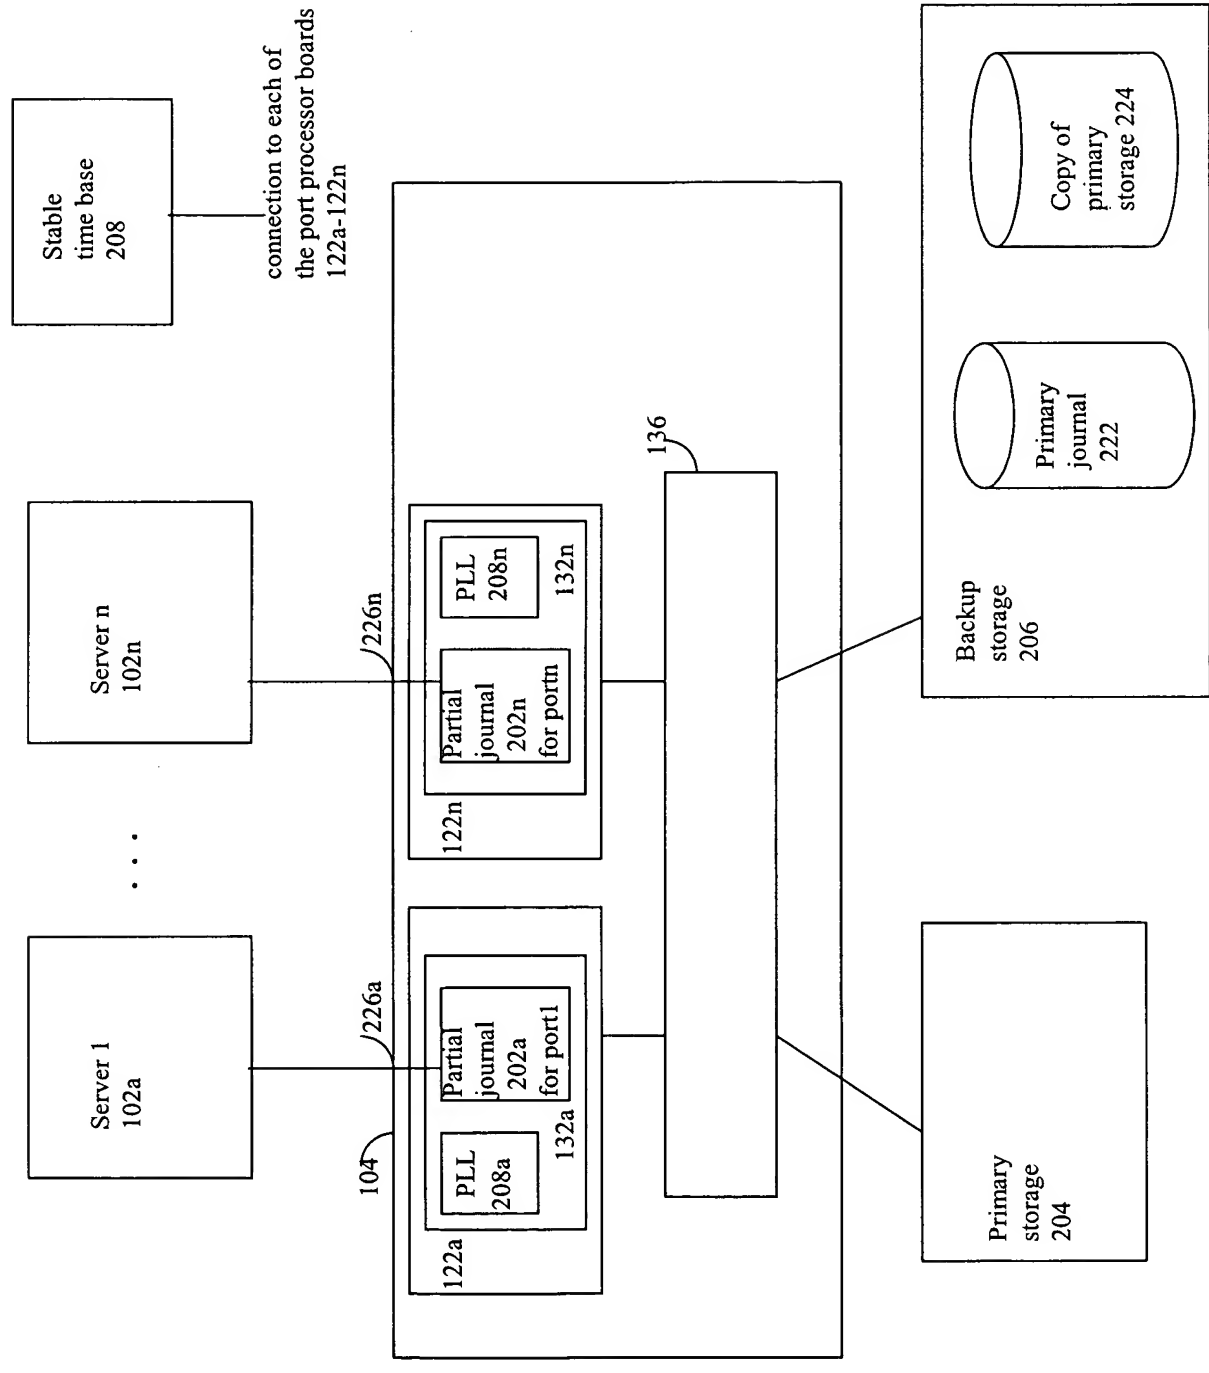 Server 1
102a
Server n
102n
Stable
time base
208
connection to each of
the port processor boards
122a-122n
. . .
104
226a
226n
122a
PLL
208a
Partial
journal
202a
for port1
132a
122n
Partial
journal
202n
for portn
PLL
208n
132n
136
Primary
storage
204
Backup
storage
206
Primary
journal
222
Copy of
primary
storage 224